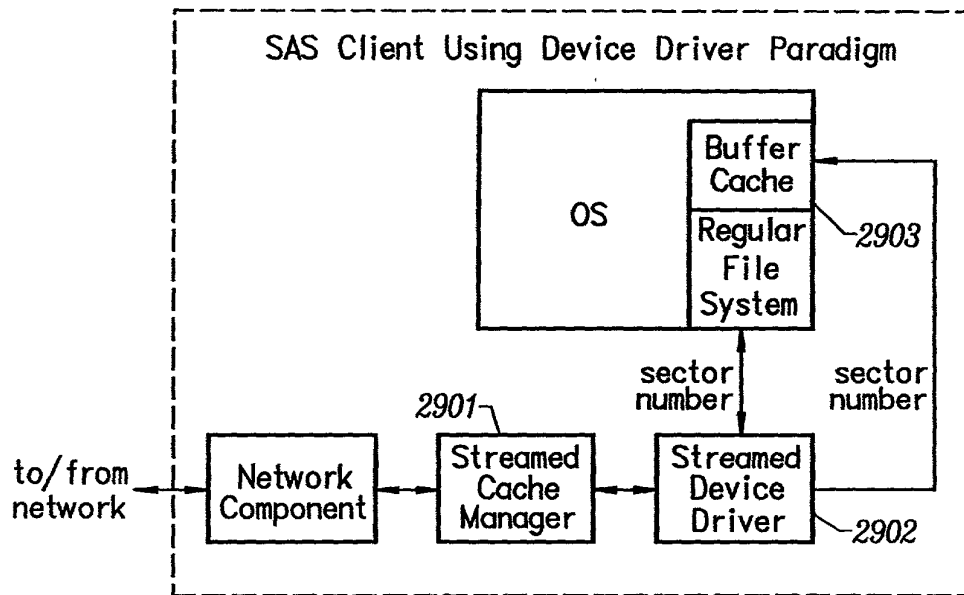 SAS Client Using Device Driver Paradigm
Buffer
Cache
OS
2903
Regular
File
System
sector
number
sector
number
2901
to/from
network
Network
Component
Streamed
Cache
Manager
Streamed
Device
Driver
2902